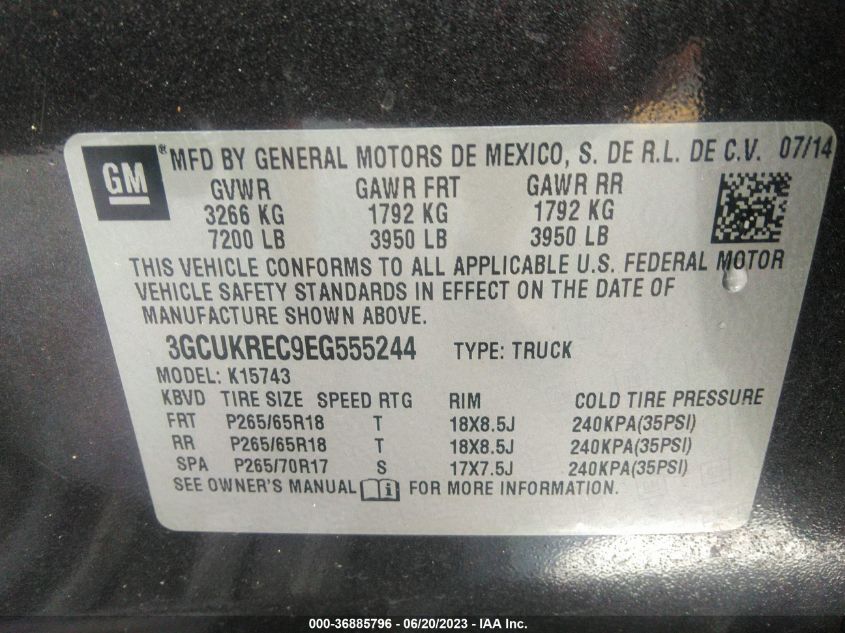 GM ® MFD BY GENERAL MOTORS DE MEXICO, S. DE R.L. DE C.V. 07/14
GVWR GAWR FRT GAWR RR
3266 KG 1792 KG 1792 KG
7200 LB 3950 LB 3950 LB
THIS VEHICLE CONFORMS TO ALL APPLICABLE U.S. FEDERAL MOTOR
VEHICLE SAFETY STANDARDS IN EFFECT ON THE DATE OF
MANUFACTURE SHOWN ABOVE.
3GCUKREC9EG555244 TYPE: TRUCK
MODEL: K15743
KBVD TIRE SIZE SPEED RTG RIM COLD TIRE PRESSURE
FRT P265/65R18 T 18X8.5J 240KPA(35PSI)
RR P265/65R18 T 18X8.5J 240KPA(35PSI)
SPA P265/70R17 S 17X7.5J 240KPA(35PSI)
SEE OWNER'S MANUAL i FOR MORE INFORMATION.
000-36885796 - 06/20/2023 - IAA Inc.